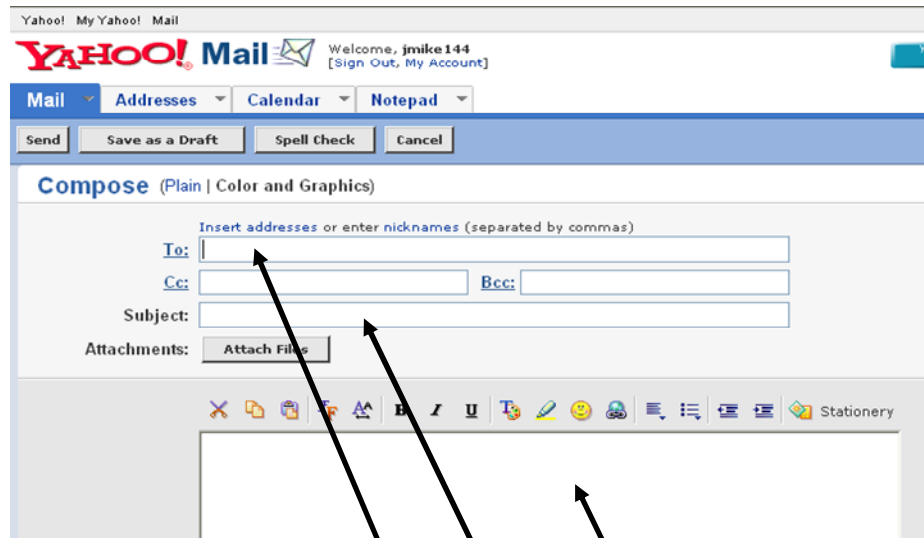 Yahoo! My Yahoo! Mail
YAHOO! Mail Welcome, jmike144
[Sign Out, My Account]
Mail Addresses Calendar Notepad
Send Save as a Draft Spell Check Cancel
Compose (Plain | Color and Graphics)
Insert addresses or enter nicknames (separated by commas)
To:
Cc: Bcc:
Subject:
Attachments: Attach Files
B I U Stationery